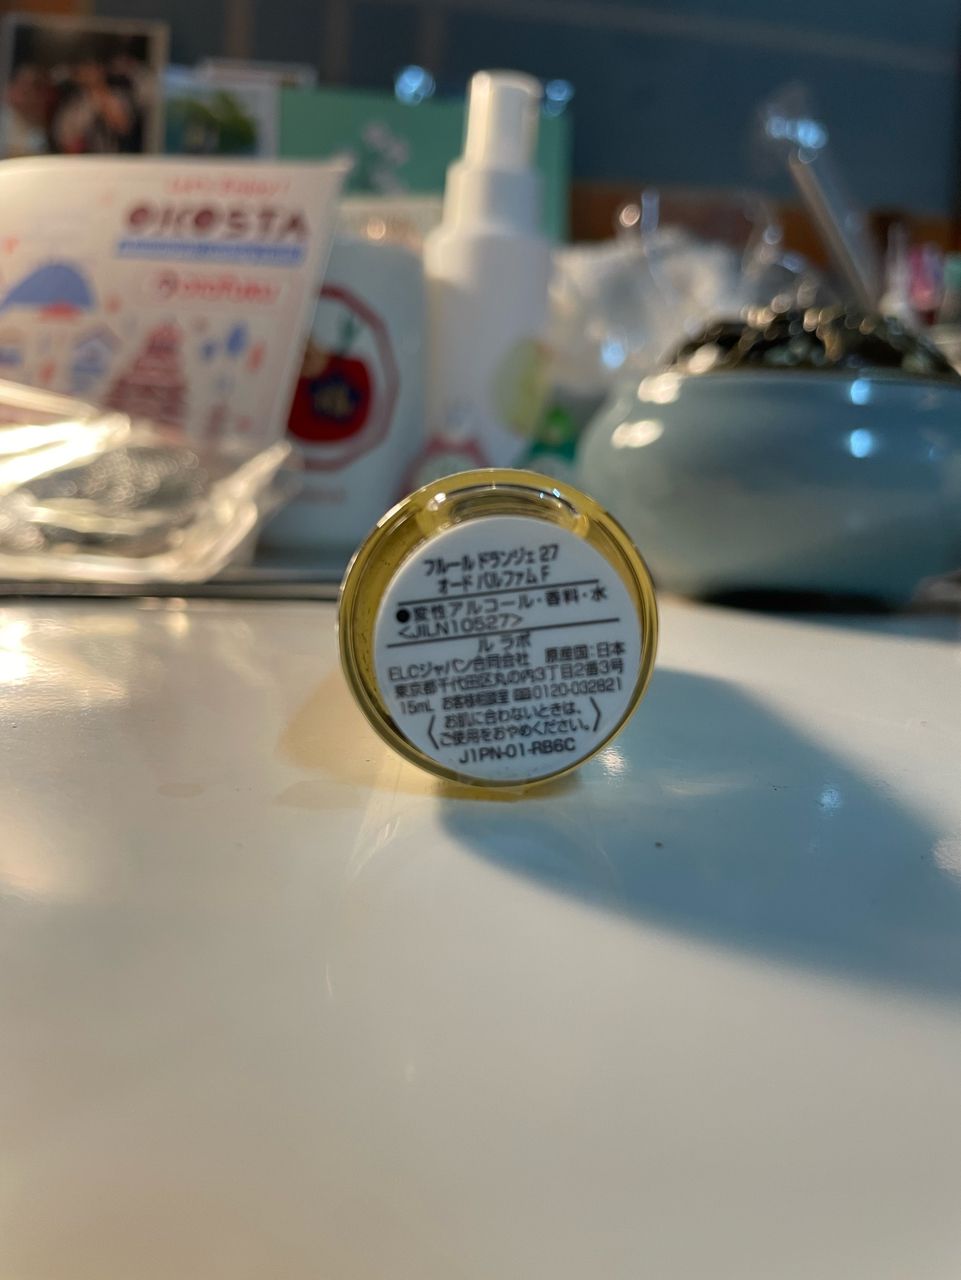 Let's Enjoy!
OKOSTA
Otafuku
フルール ドランジェ 27
オード パルファム F
●変性アルコール・香料・水
<JILN10527>
ル ラボ
ELCジャパン合同会社 原産国：日本
東京都千代田区丸の内3丁目2番3号
15mL お客様相談室 0120-032821
お肌に合わないときは、
ご使用をおやめください。
J1PN-01-RB6C